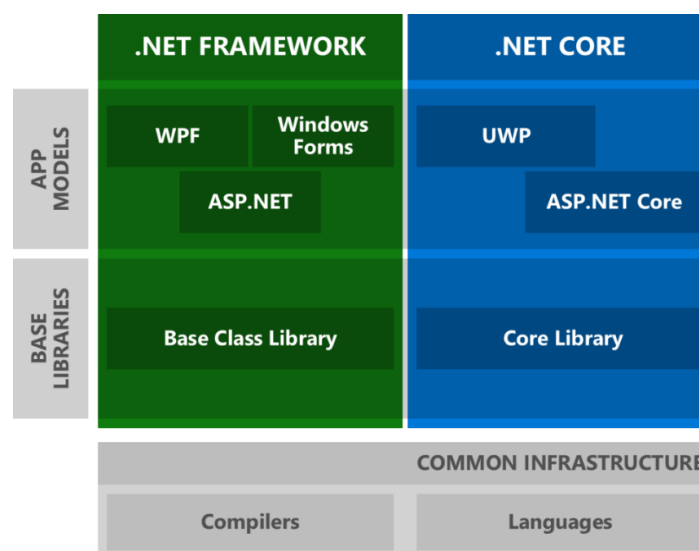 .NET FRAMEWORK
.NET CORE
APP
MODELS
WPF
Windows
Forms
UWP
ASP.NET
ASP.NET Core
BASE
LIBRARIES
Base Class Library
Core Library
COMMON INFRASTRUCTURE
Compilers
Languages